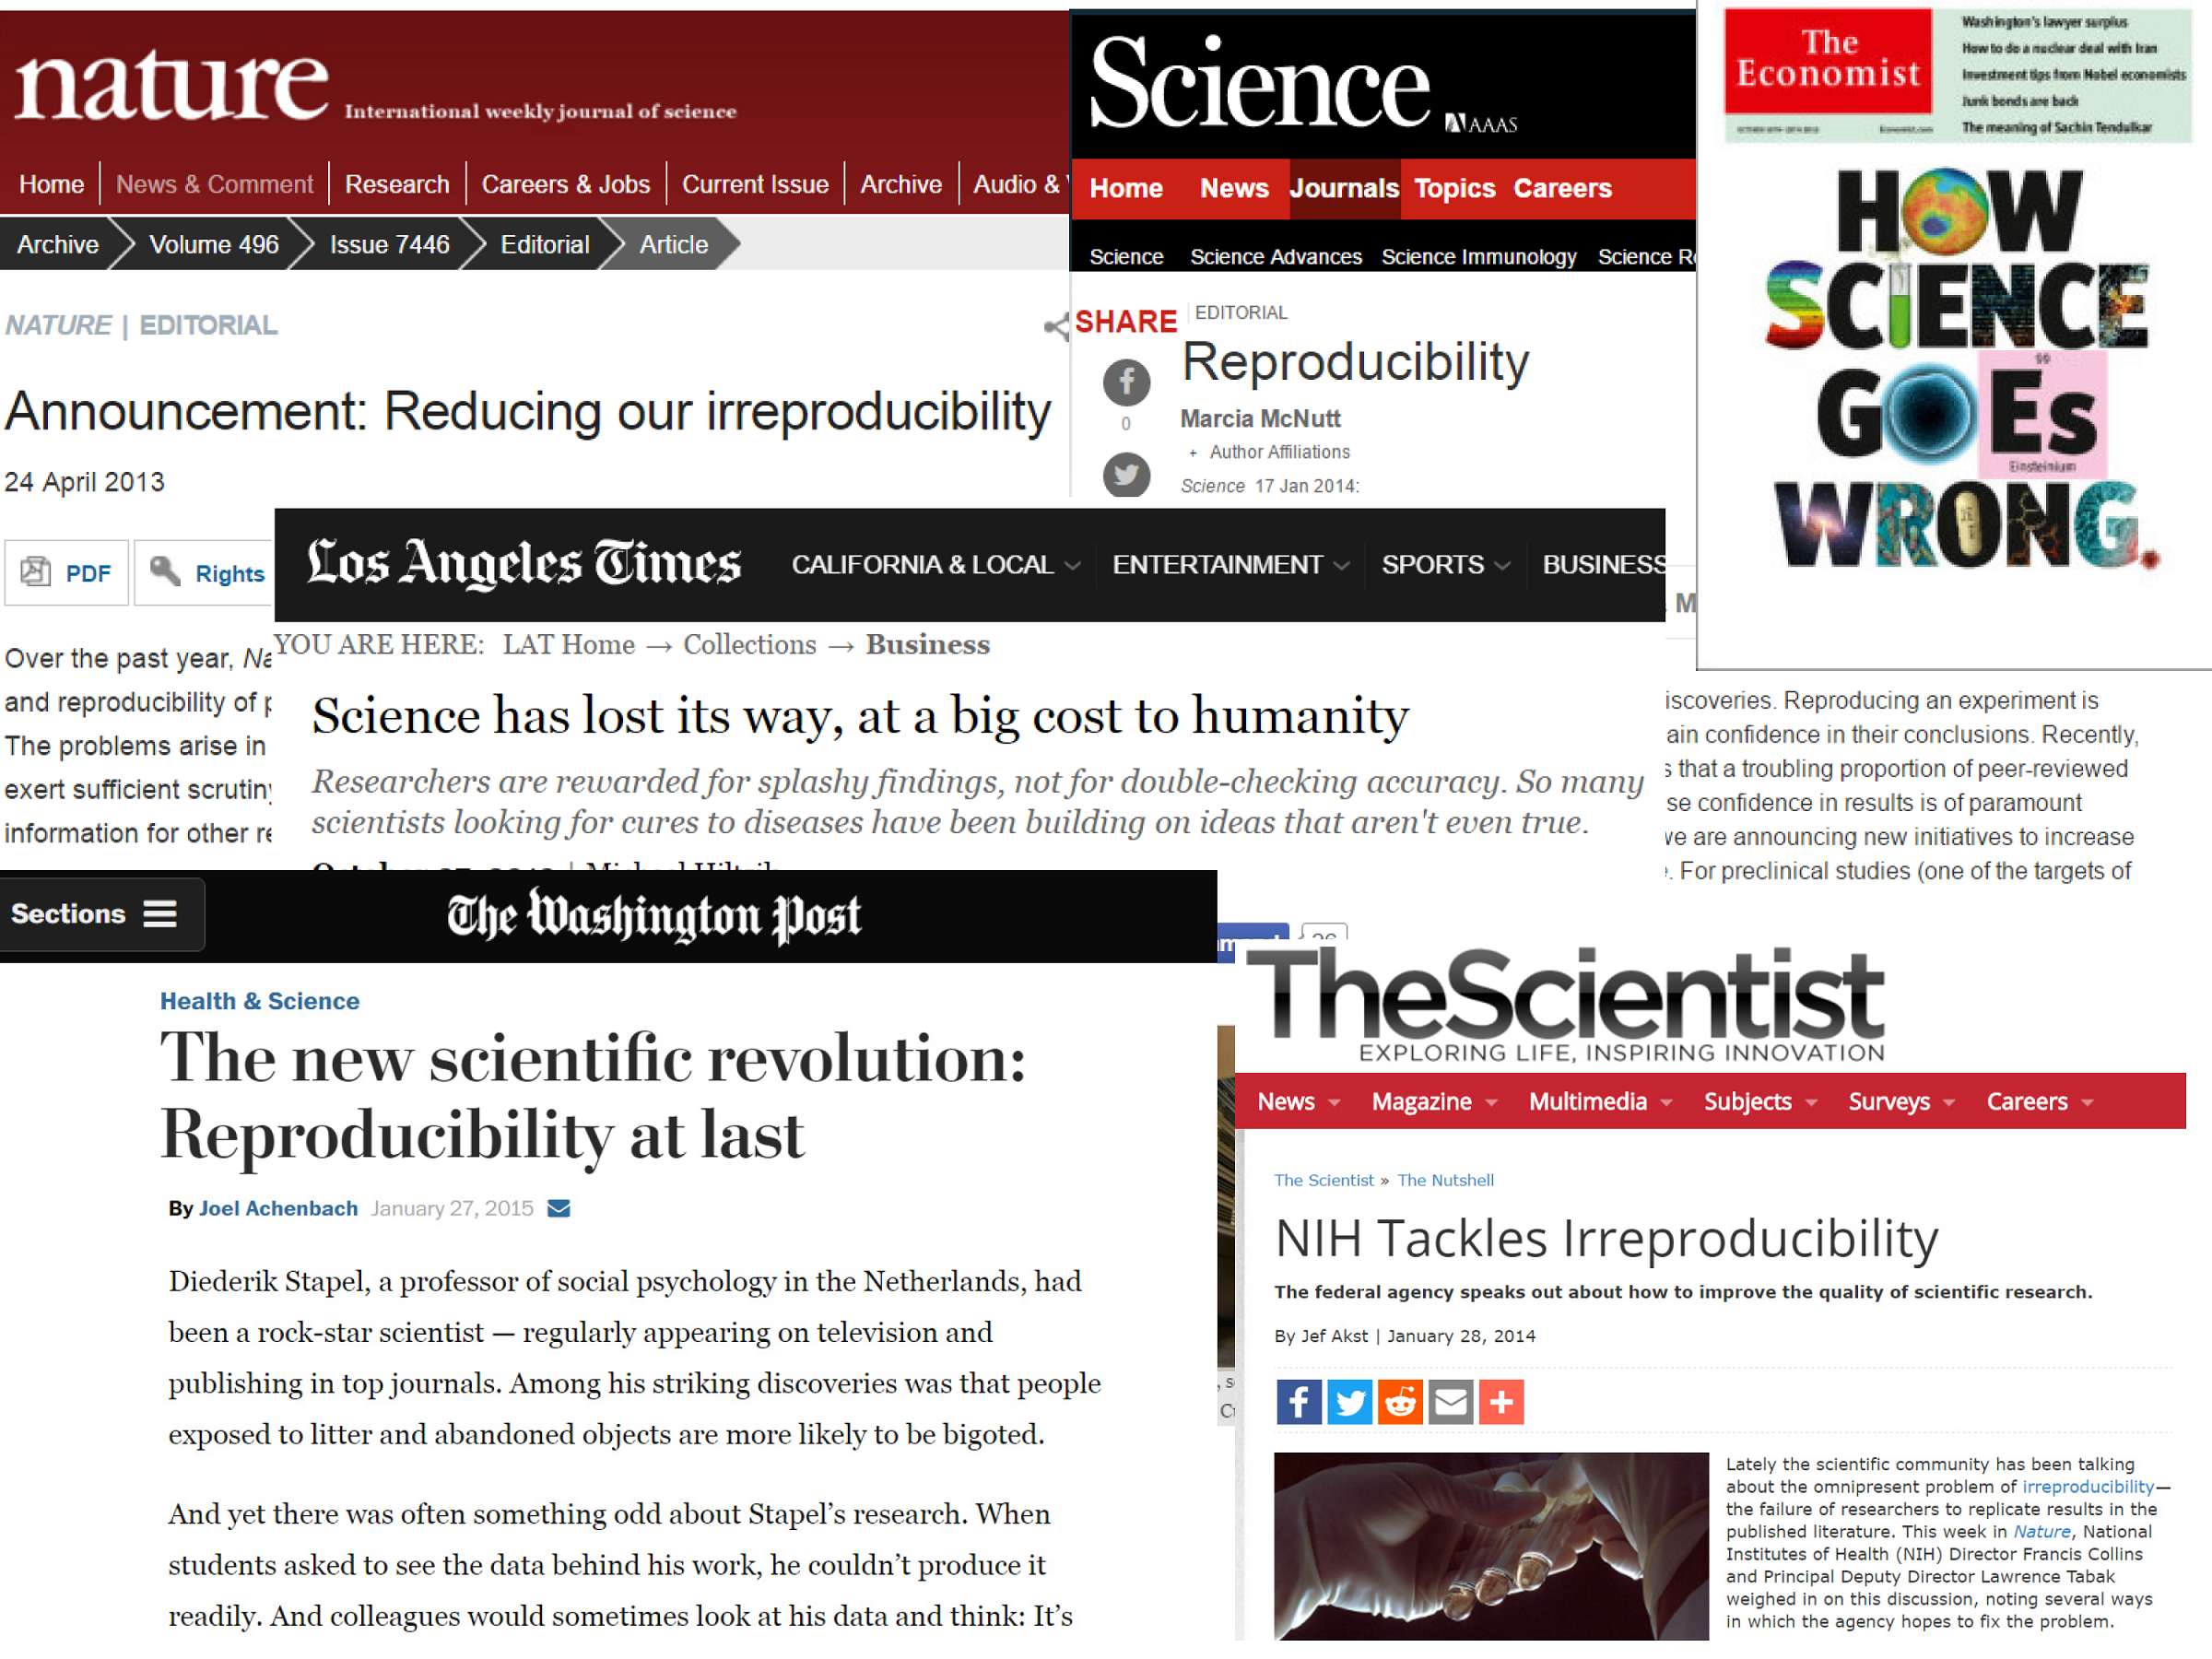 nature International weekly journal of science
Home News & Comment Research Careers & Jobs Current Issue Archive Audio &
Archive Volume 496 Issue 7446 Editorial Article
NATURE | EDITORIAL
Announcement: Reducing our irreproducibility
24 April 2013
PDF Rights
Over the past year,
and reproducibility of
The problems arise in
exert sufficient scrutiny
information for other
Science AAAS
Home News Journals Topics Careers
Science Science Advances Science Immunology Science
SHARE EDITORIAL
Reproducibility
0
Marcia McNutt
+ Author Affiliations
Science 17 Jan 2014:
The
Economist
Washington's lawyer surplus
How to do a nuclear deal with Iran
Investment tips from Nobel economists
Junk bonds are back
The meaning of Sachin Tendulkar
Economist.com
HOW
SCIENCE
GOEs
99
Einsteinium
WRONG.
M
iscoveries. Reproducing an experiment is
ain confidence in their conclusions. Recently,
s that a troubling proportion of peer-reviewed
se confidence in results is of paramount
we are announcing new initiatives to increase
. For preclinical studies (one of the targets of
Los Angeles Times CALIFORNIA & LOCAL ENTERTAINMENT SPORTS BUSINESS
YOU ARE HERE: LAT Home → Collections → Business
Science has lost its way, at a big cost to humanity
Researchers are rewarded for splashy findings, not for double-checking accuracy. So many
scientists looking for cures to diseases have been building on ideas that aren't even true.
Sections The Washington Post
Health & Science
The new scientific revolution:
Reproducibility at last
By Joel Achenbach January 27, 2015
Diederik Stapel, a professor of social psychology in the Netherlands, had
been a rock-star scientist — regularly appearing on television and
publishing in top journals. Among his striking discoveries was that people
exposed to litter and abandoned objects are more likely to be bigoted.
And yet there was often something odd about Stapel’s research. When
students asked to see the data behind his work, he couldn’t produce it
readily. And colleagues would sometimes look at his data and think: It’s
TheScientist
EXPLORING LIFE, INSPIRING INNOVATION
News Magazine Multimedia Subjects Surveys Careers
The Scientist » The Nutshell
NIH Tackles Irreproducibility
The federal agency speaks out about how to improve the quality of scientific research.
By Jef Akst | January 28, 2014
Lately the scientific community has been talking
about the omnipresent problem of irreproducibility—
the failure of researchers to replicate results in the
published literature. This week in Nature, National
Institutes of Health (NIH) Director Francis Collins
and Principal Deputy Director Lawrence Tabak
weighed in on this discussion, noting several ways
in which the agency hopes to fix the problem.